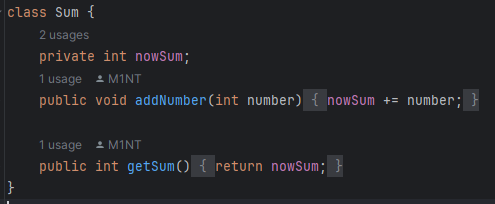 class Sum {
2 usages
private int nowSum;
1 usage M1NT
public void addNumber(int number) { nowSum += number; }
1 usage M1NT
public int getSum() { return nowSum; }
}